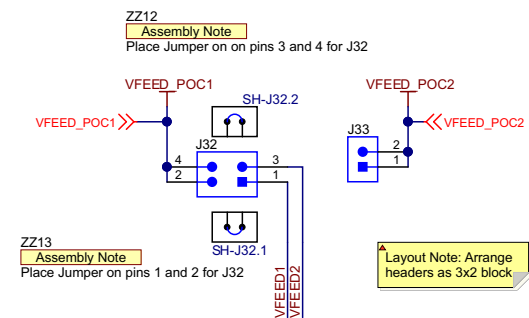 ZZ12
Assembly Note
Place Jumper on on pins 3 and 4 for J32
VFEED_POC1
VFEED_POC2
SH-J32.2
VFEED_POC1
VFEED_POC2
J32
J33
4
3
2
1
2
1
SH-J32.1
ZZ13
Assembly Note
Place Jumper on pins 1 and 2 for J32
VFEED1
VFEED2
Layout Note: Arrange
headers as 3x2 block